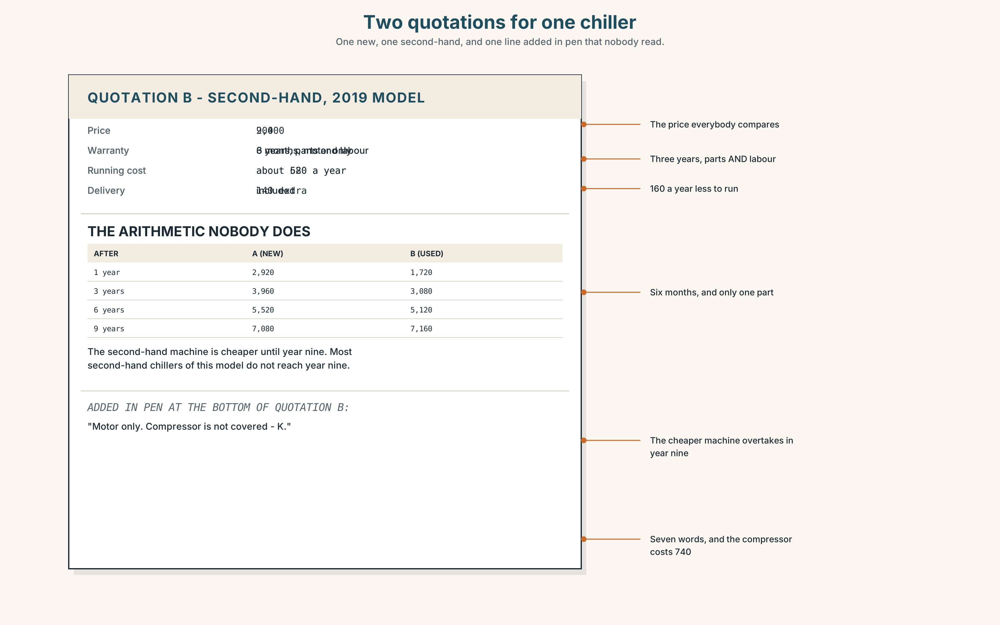 Two quotations for one chiller
One new, one second-hand, and one line added in pen that nobody read.
QUOTATION B - SECOND-HAND, 2019 MODEL
Price
The price everybody compares
Warranty
Three years, parts AND labour
Running cost about a year
160 a year less to run
Delivery
THE ARITHMETIC NOBODY DOES
AFTER A (NEW) B (USED)
1 year 2,920 1,720
3 years 3,960 3,080
Six months, and only one part
6 years 5,520 5,120
9 years 7,080 7,160
The second-hand machine is cheaper until year nine. Most
second-hand chillers of this model do not reach year nine.
ADDED IN PEN AT THE BOTTOM OF QUOTATION B:
"Motor only. Compressor is not covered - K."
The cheaper machine overtakes in
year nine
Seven words, and the compressor
costs 740